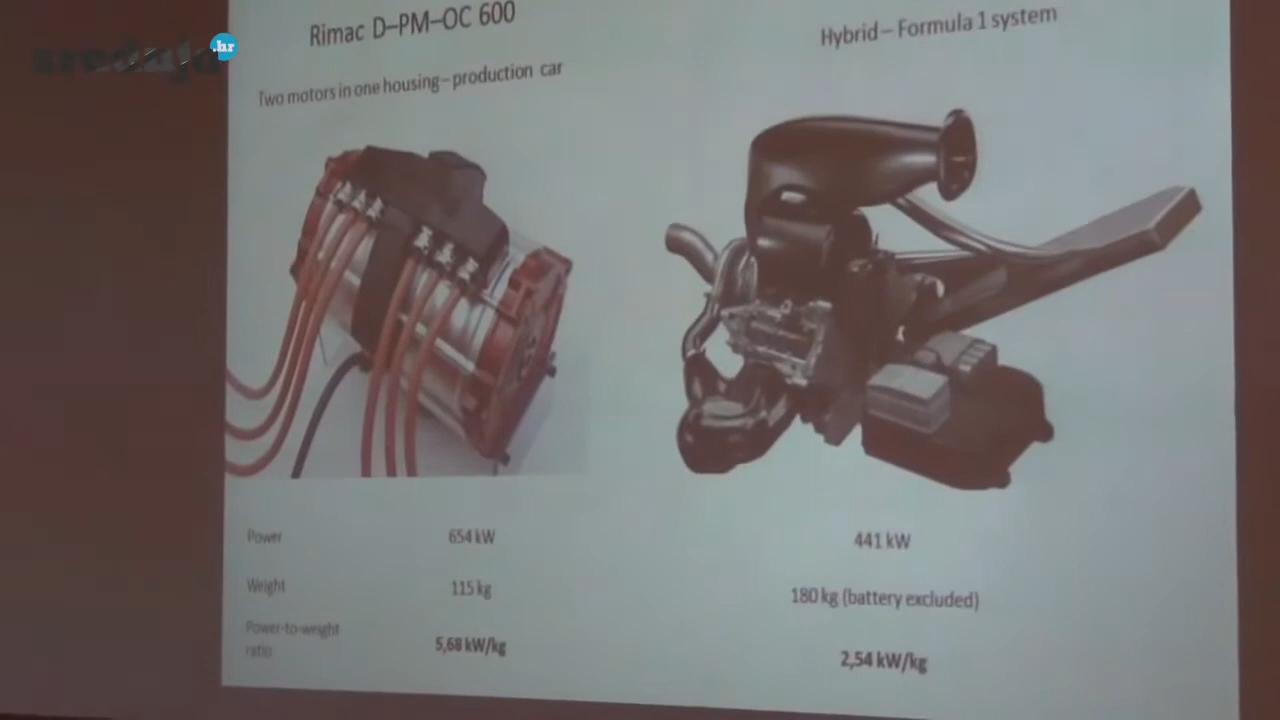 srednja.hr
Rimac D–PM–OC 600
Hybrid – Formula 1 system
Two motors in one housing – production car
Power 654 kW 441 kW
Weight 115 kg 180 kg (battery excluded)
Power-to-weight
ratio 5,68 kW/kg 2,54 kW/kg